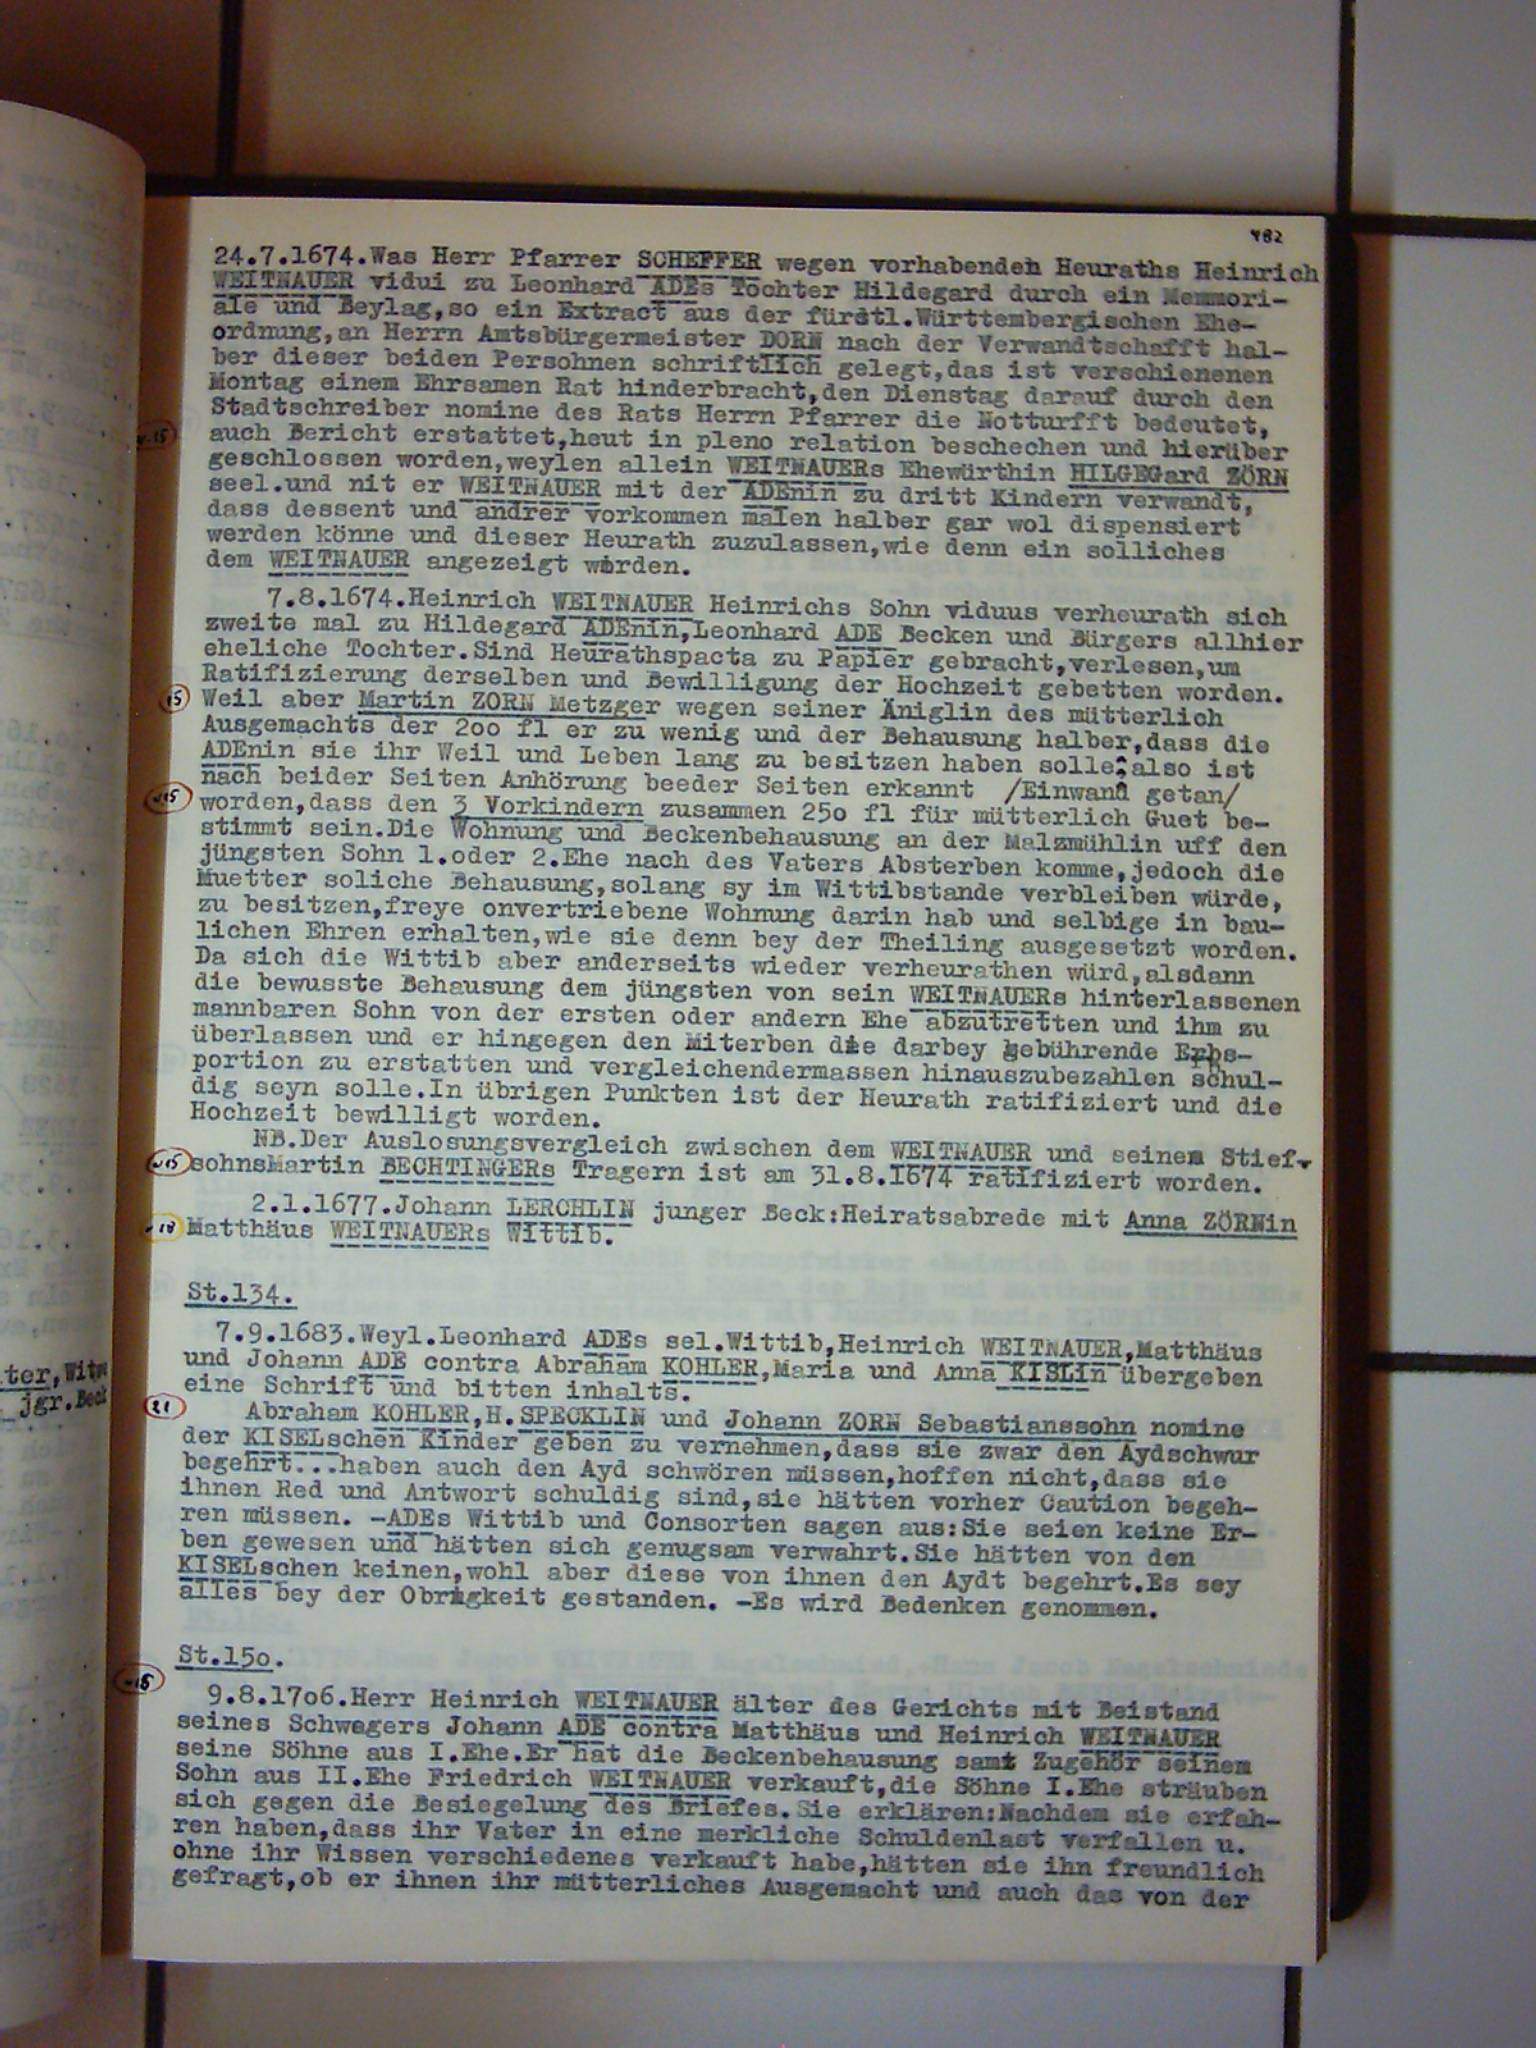 482
24.7.1674.Was Herr Pfarrer SCHEFFER wegen vorhabenden Heuraths Heinrich
WEITNAUER vidui zu Leonhard ADEs Tochter Hildegard durch ein Memmori-
ale und Beylag,so ein Extract aus der fürstl.Württembergischen Ehe-
ordnung,an Herrn Amtsbürgermeister DORN nach der Verwandtschafft hal-
ber dieser beiden Persohnen schriftlich gelegt,das ist verschienenen
Montag einem Ehrsamen Rat hinderbracht,den Dienstag darauf durch den
Stadtschreiber nomine des Rats Herrn Pfarrer die Notturfft bedeutet,
auch Bericht erstattet,heut in pleno relation beschechen und hierüber
geschlossen worden,weylen allein WEITNAUERs Ehewürthin HILGEGard ZÖRN
seel.und nit er WEITNAUER mit der ADEnin zu dritt Kindern verwandt,
dass dessent und andrer vorkommen malen halber gar wol dispensiert
werden könne und dieser Heurath zuzulassen,wie denn ein solliches
dem WEITNAUER angezeigt worden.
7.8.1674.Heinrich WEITNAUER Heinrichs Sohn viduus verheurath sich
zweite mal zu Hildegard ADEnin,Leonhard ADE Becken und Bürgers allhier
eheliche Tochter.Sind Heurathspacta zu Papier gebracht,verlesen,um
Ratifizierung derselben und Bewilligung der Hochzeit gebetten worden.
15 Weil aber Martin ZORN Metzger wegen seiner Äniglin des mütterlich
Ausgemachts der 2oo fl er zu wenig und der Behausung halber,dass die
ADEnin sie ihr Weil und Leben lang zu besitzen haben solle,also ist
nach beider Seiten Anhörung beeder Seiten erkannt /Einwand getan/
worden,dass den 3 Vorkindern zusammen 25o fl für mütterlich Guet be-
stimmt sein.Die Wohnung und Beckenbehausung an der Malzmühlin uff den
jüngsten Sohn 1.oder 2.Ehe nach des Vaters Absterben komme,jedoch die
Muetter soliche Behausung,solang sy im Wittibstande verbleiben würde,
zu besitzen,freye onvertriebene Wohnung darin hab und selbige in bau-
lichen Ehren erhalten,wie sie denn bey der Theiling ausgesetzt worden.
Da sich die Wittib aber anderseits wieder verheurathen würd,alsdann
die bewusste Behausung dem jüngsten von sein WEITNAUERs hinterlassenen
mannbaren Sohn von der ersten oder andern Ehe abzutretten und ihm zu
überlassen und er hingegen den Miterben die darbey gebührende Erbs-
portion zu erstatten und vergleichendermassen hinauszubezahlen schul-
dig seyn solle.In übrigen Punkten ist der Heurath ratifiziert und die
Hochzeit bewilligt worden.
NB.Der Auslosungsvergleich zwischen dem WEITNAUER und seinem Stief-
sohnsMartin BECHTINGERs Tragern ist am 31.8.1674 ratifiziert worden.
2.1.1677.Johann LERCHLIN junger Beck:Heiratsabrede mit Anna ZÖRNin
Matthäus WEITNAUERs Wittib.
St.134.
7.9.1683.Weyl.Leonhard ADEs sel.Wittib,Heinrich WEITNAUER,Matthäus
und Johann ADE contra Abraham KOHLER,Maria und Anna KISLIn übergeben
eine Schrift und bitten inhalts.
21 Abraham KOHLER,H.SPECKLIN und Johann ZORN Sebastianssohn nomine
der KISELschen Kinder geben zu vernehmen,dass sie zwar den Aydschwur
begehrt...haben auch den Ayd schwören müssen,hoffen nicht,dass sie
ihnen Red und Antwort schuldig sind,sie hätten vorher Caution begeh-
ren müssen. -ADEs Wittib und Consorten sagen aus:Sie seien keine Er-
ben gewesen und hätten sich genugsam verwahrt.Sie hätten von den
KISELschen keinen,wohl aber diese von ihnen den Aydt begehrt.Es sey
alles bey der Obrigkeit gestanden. -Es wird Bedenken genommen.
St.15o.
9.8.17o6.Herr Heinrich WEITNAUER älter des Gerichts mit Beistand
seines Schwagers Johann ADE contra Matthäus und Heinrich WEITNAUER
seine Söhne aus I.Ehe.Er hat die Beckenbehausung samt Zugehör seinem
Sohn aus II.Ehe Friedrich WEITNAUER verkauft,die Söhne I.Ehe sträuben
sich gegen die Besiegelung des Briefes.Sie erklären:Nachdem sie erfah-
ren haben,dass ihr Vater in eine merkliche Schuldenlast verfallen u.
ohne ihr Wissen verschiedenes verkauft habe,hätten sie ihn freundlich
gefragt,ob er ihnen ihr mütterliches Ausgemacht und auch das von der
jgr.Beck